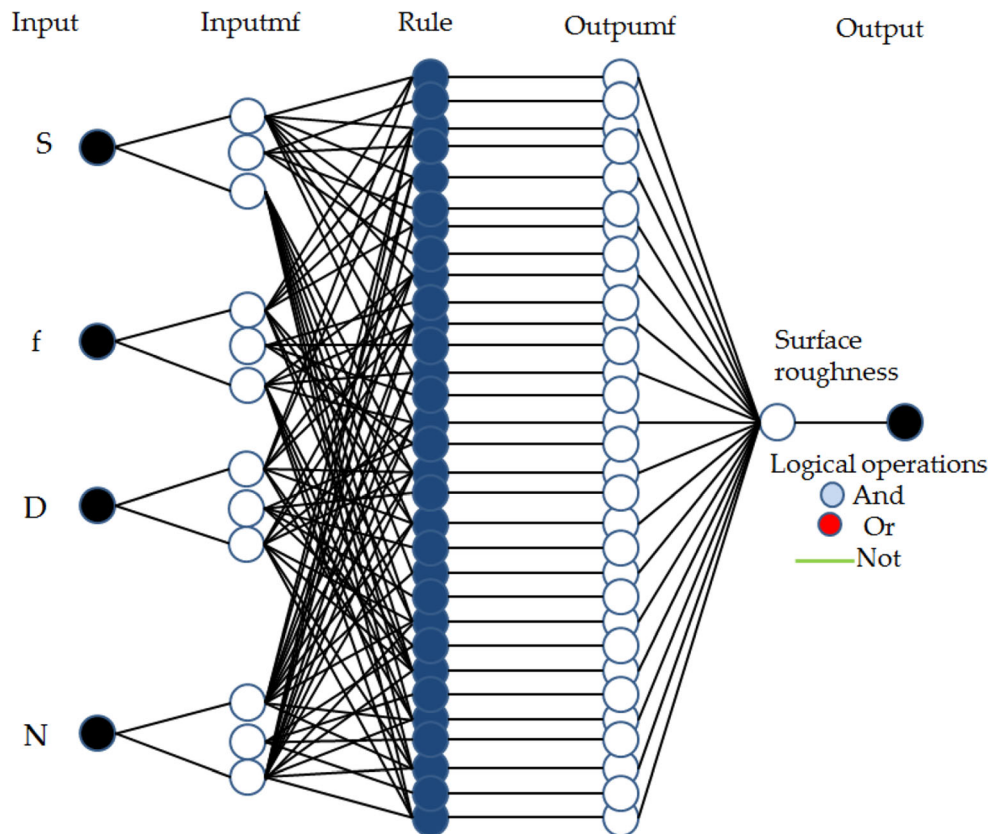 Input
Inputmf
Rule
Outpumf
Output
S
f
D
N
Surface
roughness
Logical operations
And
Or
Not